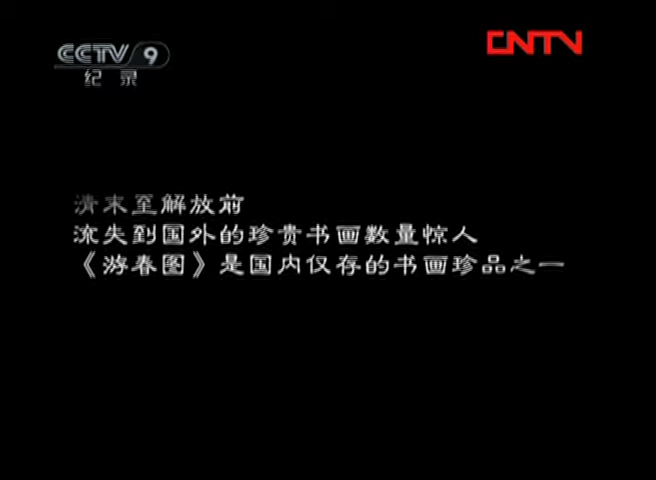 CCTV 9
纪录
CNTV
清末至解放前
流失到国外的珍贵书画数量惊人
《游春图》是国内仅存的书画珍品之一